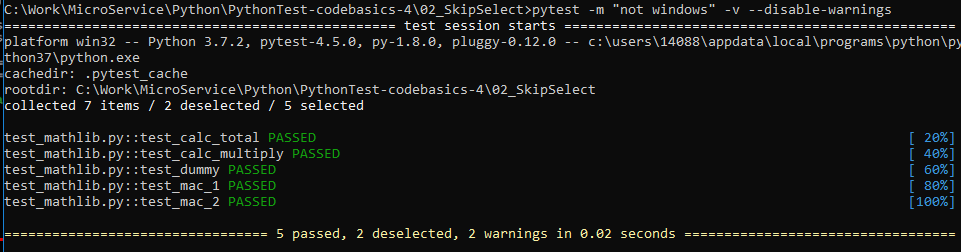 C:\Work\MicroService\Python\PythonTest-codebasics-4\02_SkipSelect>pytest -m "not windows" -v --disable-warnings
================================================== test session starts ==================================================
platform win32 -- Python 3.7.2, pytest-4.5.0, py-1.8.0, pluggy-0.12.0 -- c:\users\14088\appdata\local\programs\python\py
thon37\python.exe
cachedir: .pytest_cache
rootdir: C:\Work\MicroService\Python\PythonTest-codebasics-4\02_SkipSelect
collected 7 items / 2 deselected / 5 selected
test_mathlib.py::test_calc_total PASSED [ 20%]
test_mathlib.py::test_calc_multiply PASSED [ 40%]
test_mathlib.py::test_dummy PASSED [ 60%]
test_mathlib.py::test_mac_1 PASSED [ 80%]
test_mathlib.py::test_mac_2 PASSED [100%]
================================= 5 passed, 2 deselected, 2 warnings in 0.02 seconds ==================================